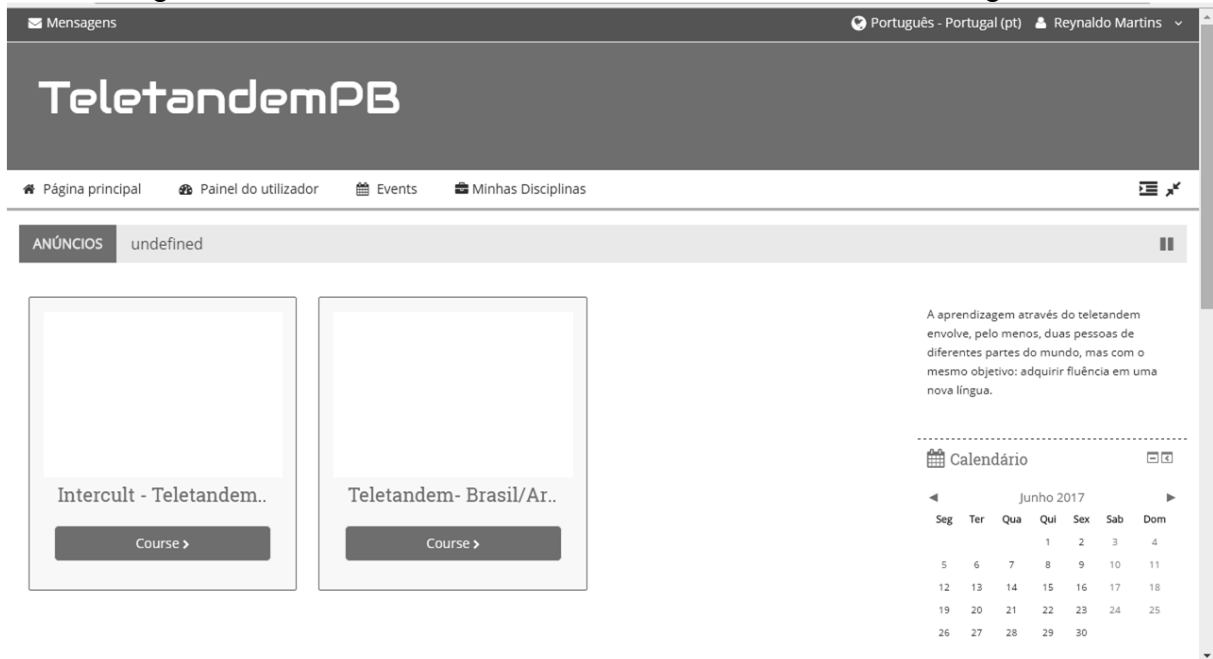 Mensagens
Português - Portugal (pt) Reynaldo Martins
TeletandemPB
Página principal Painel do utilizador Events Minhas Disciplinas
ANÚNCIOS undefined
Intercult - Teletandem..
Course
Teletandem- Brasil/Ar..
Course
A aprendizagem através do teletandem
envolve, pelo menos, duas pessoas de
diferentes partes do mundo, mas com o
mesmo objetivo: adquirir fluência em uma
nova língua.
Calendário
◄ Junho 2017 ►
Seg Ter Qua Qui Sex Sab Dom
1 2 3 4
5 6 7 8 9 10 11
12 13 14 15 16 17 18
19 20 21 22 23 24 25
26 27 28 29 30